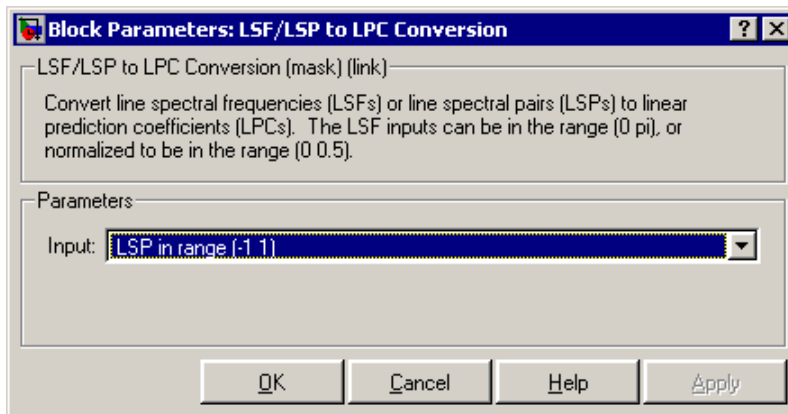 Block Parameters: LSF/LSP to LPC Conversion
LSF/LSP to LPC Conversion (mask) (link)
Convert line spectral frequencies (LSFs) or line spectral pairs (LSPs) to linear
prediction coefficients (LPCs).  The LSF inputs can be in the range (0 pi), or
normalized to be in the range (0 0.5).
Parameters
Input: LSP in range (-1 1)
OK Cancel Help Apply